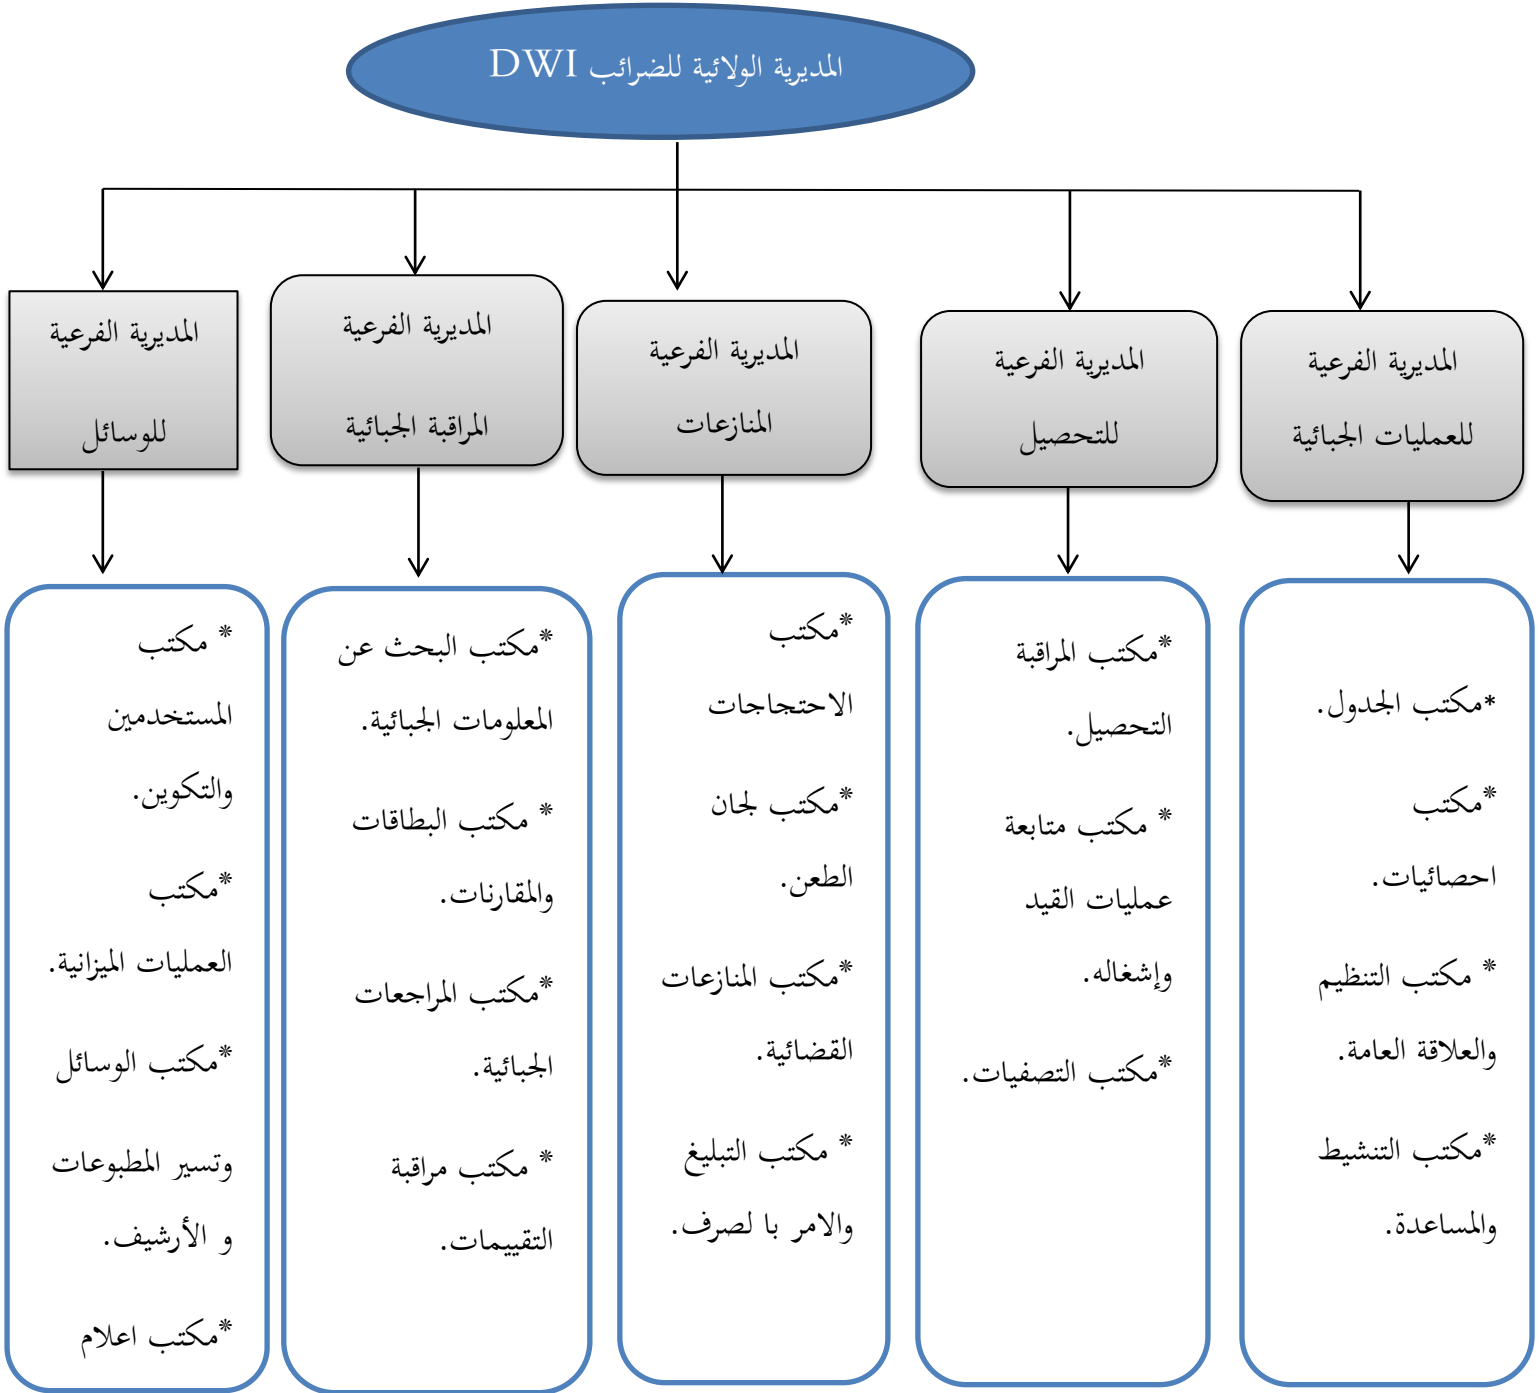 المديرية الولائية للضرائب DWI
المديرية الفرعية
للعمليات الجبائية
المديرية الفرعية
للتحصيل
المديرية الفرعية
المنازعات
المديرية الفرعية
المراقبة الجبائية
المديرية الفرعية
للوسائل
*مكتب الجدول.
*مكتب
احصائيات.
* مكتب التنظيم
والعلاقة العامة.
*مكتب التنشيط
والمساعدة.
*مكتب المراقبة
التحصيل.
* مكتب متابعة
عمليات القيد
وإشغاله.
*مكتب التصفيات.
*مكتب
الاحتجاجات
*مكتب لجان
الطعن.
*مكتب المنازعات
القضائية.
* مكتب التبليغ
والامر با لصرف.
*مكتب البحث عن
المعلومات الجبائية.
* مكتب البطاقات
والمقارنات.
*مكتب المراجعات
الجبائية.
* مكتب مراقبة
التقييمات.
* مكتب
المستخدمين
والتكوين.
*مكتب
العمليات الميزانية.
*مكتب الوسائل
وتسير المطبوعات
و الأرشيف.
*مكتب اعلام